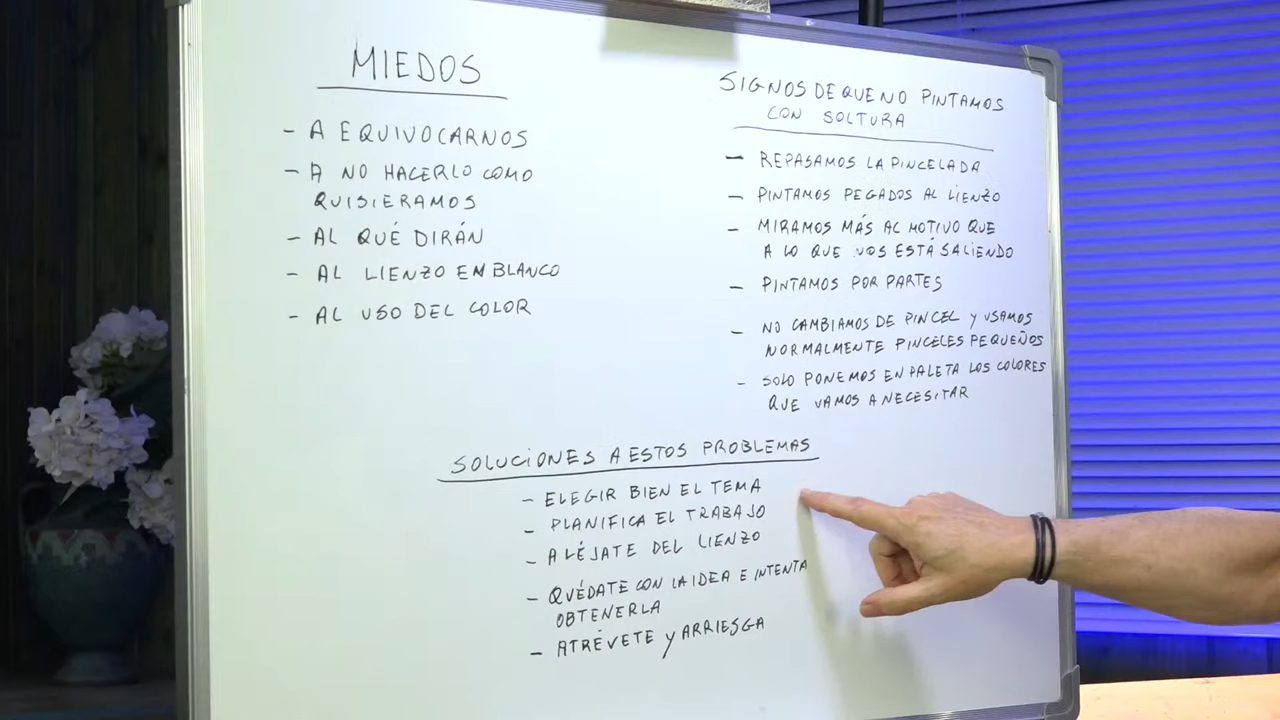 MIEDOS
- A EQUIVOCARNOS
- A NO HACERLO COMO
QUISIERAMOS
- AL QUÉ DIRÁN
- AL LIENZO EN BLANCO
- AL USO DEL COLOR
SIGNOS DE QUE NO PINTAMOS
CON SOLTURA
- REPASAMOS LA PINCELADA
- PINTAMOS PEGADOS AL LIENZO
- MIRAMOS MÁS AL MOTIVO QUE
A LO QUE NOS ESTÁ SALIENDO
- PINTAMOS POR PARTES
- NO CAMBIAMOS DE PINCEL Y USAMOS
NORMALMENTE PINCELES PEQUEÑOS
- SOLO PONEMOS EN PALETA LOS COLORES
QUE VAMOS A NECESITAR
SOLUCIONES A ESTOS PROBLEMAS
- ELEGIR BIEN EL TEMA
- PLANIFICA EL TRABAJO
- ALÉJATE DEL LIENZO
- QUÉDATE CON LA IDEA E INTENTA
OBTENERLA
- ATRÉVETE Y ARRIESGA